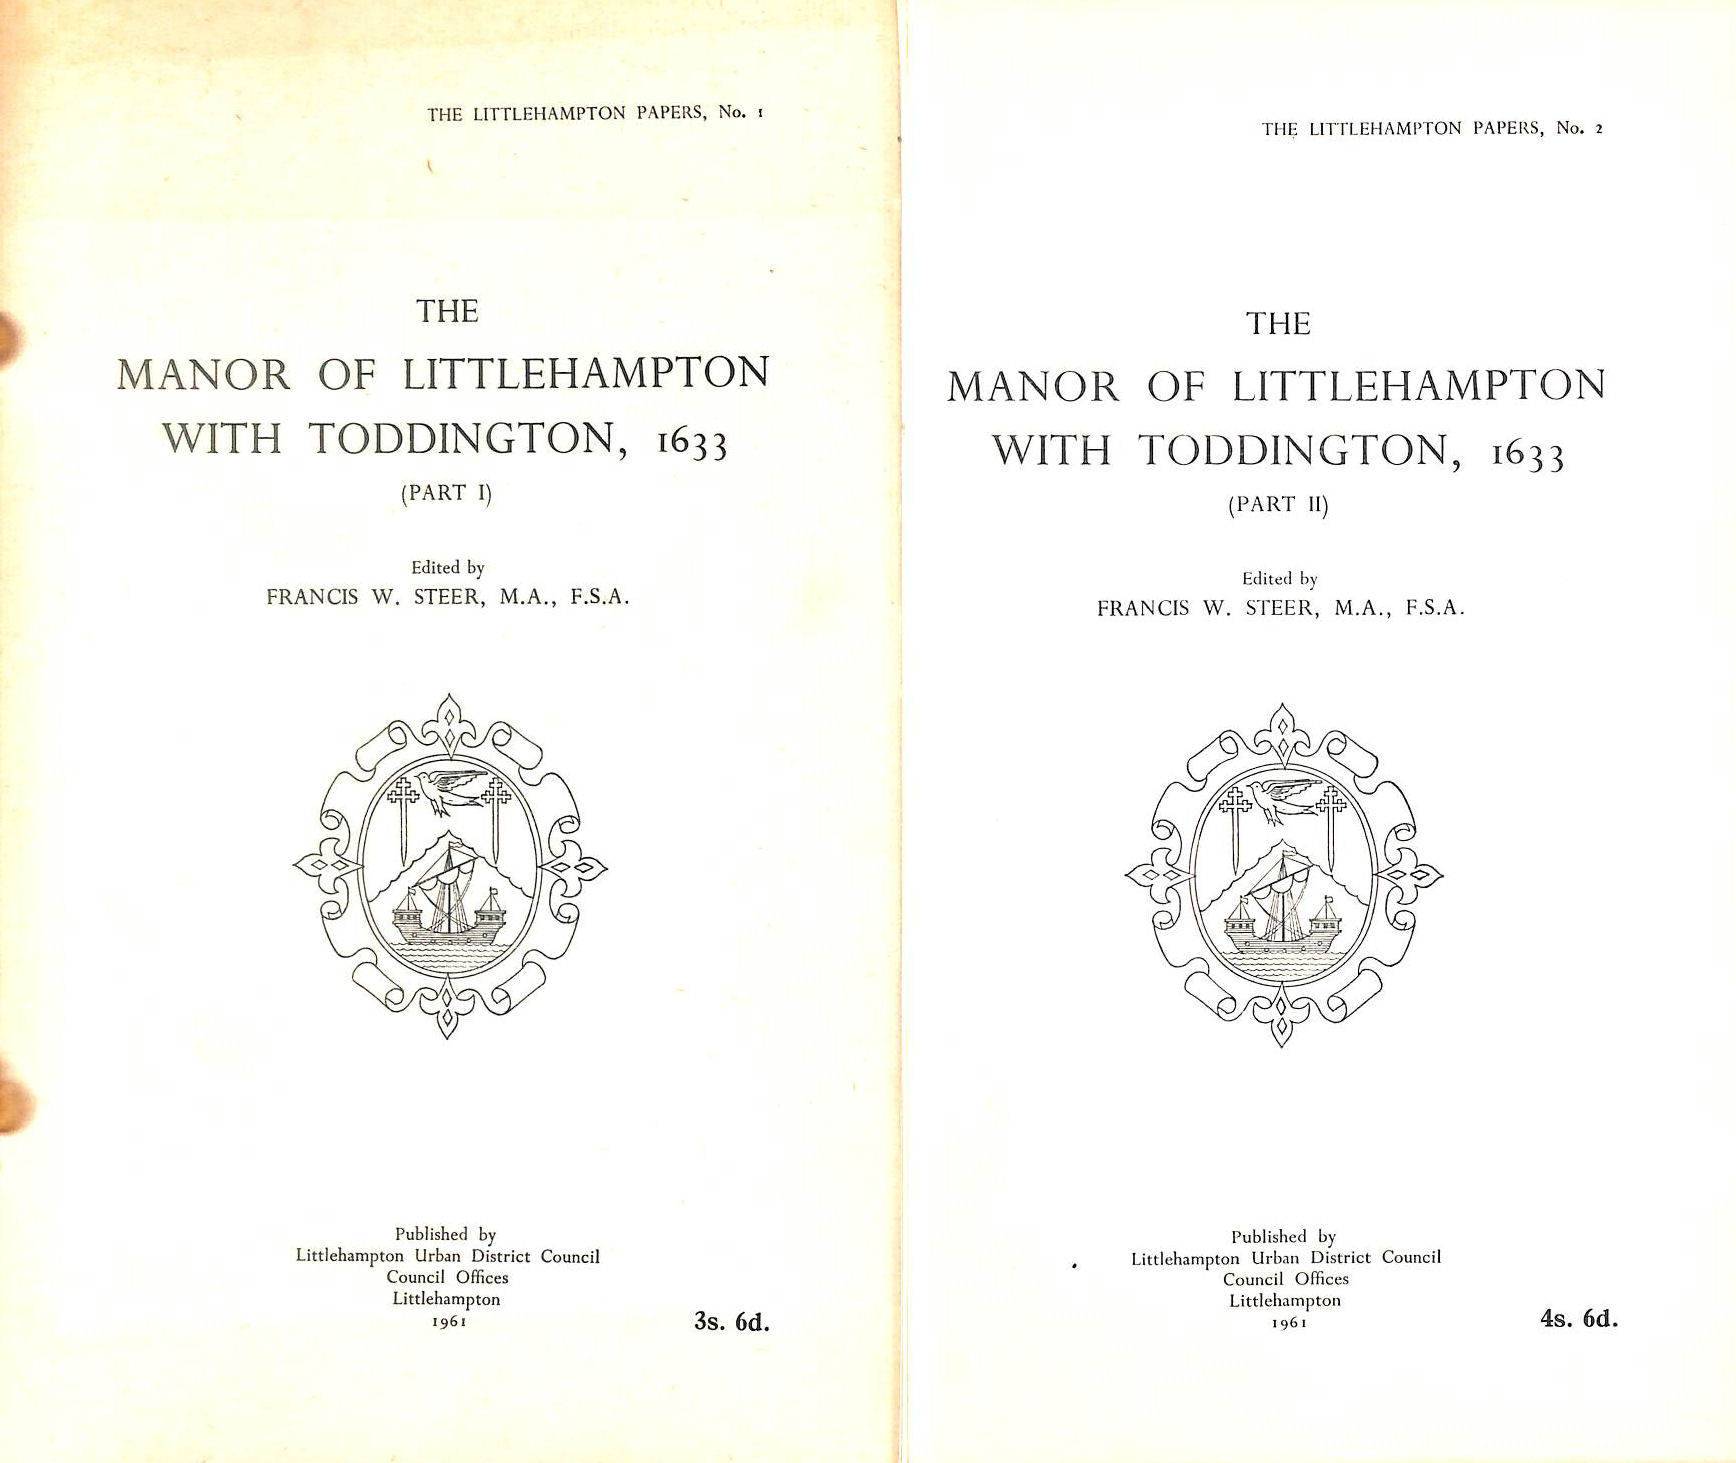 THE LITTLEHAMPTON PAPERS, No. 1
THE
MANOR OF LITTLEHAMPTON
WITH TODDINGTON, 1633
(PART I)
Edited by
FRANCIS W. STEER, M.A., F.S.A.
Published by
Littlehampton Urban District Council
Council Offices
Littlehampton
1961
3s. 6d.
THE LITTLEHAMPTON PAPERS, No. 2
THE
MANOR OF LITTLEHAMPTON
WITH TODDINGTON, 1633
(PART II)
Edited by
FRANCIS W. STEER, M.A., F.S.A.
Published by
Littlehampton Urban District Council
Council Offices
Littlehampton
1961
4s. 6d.